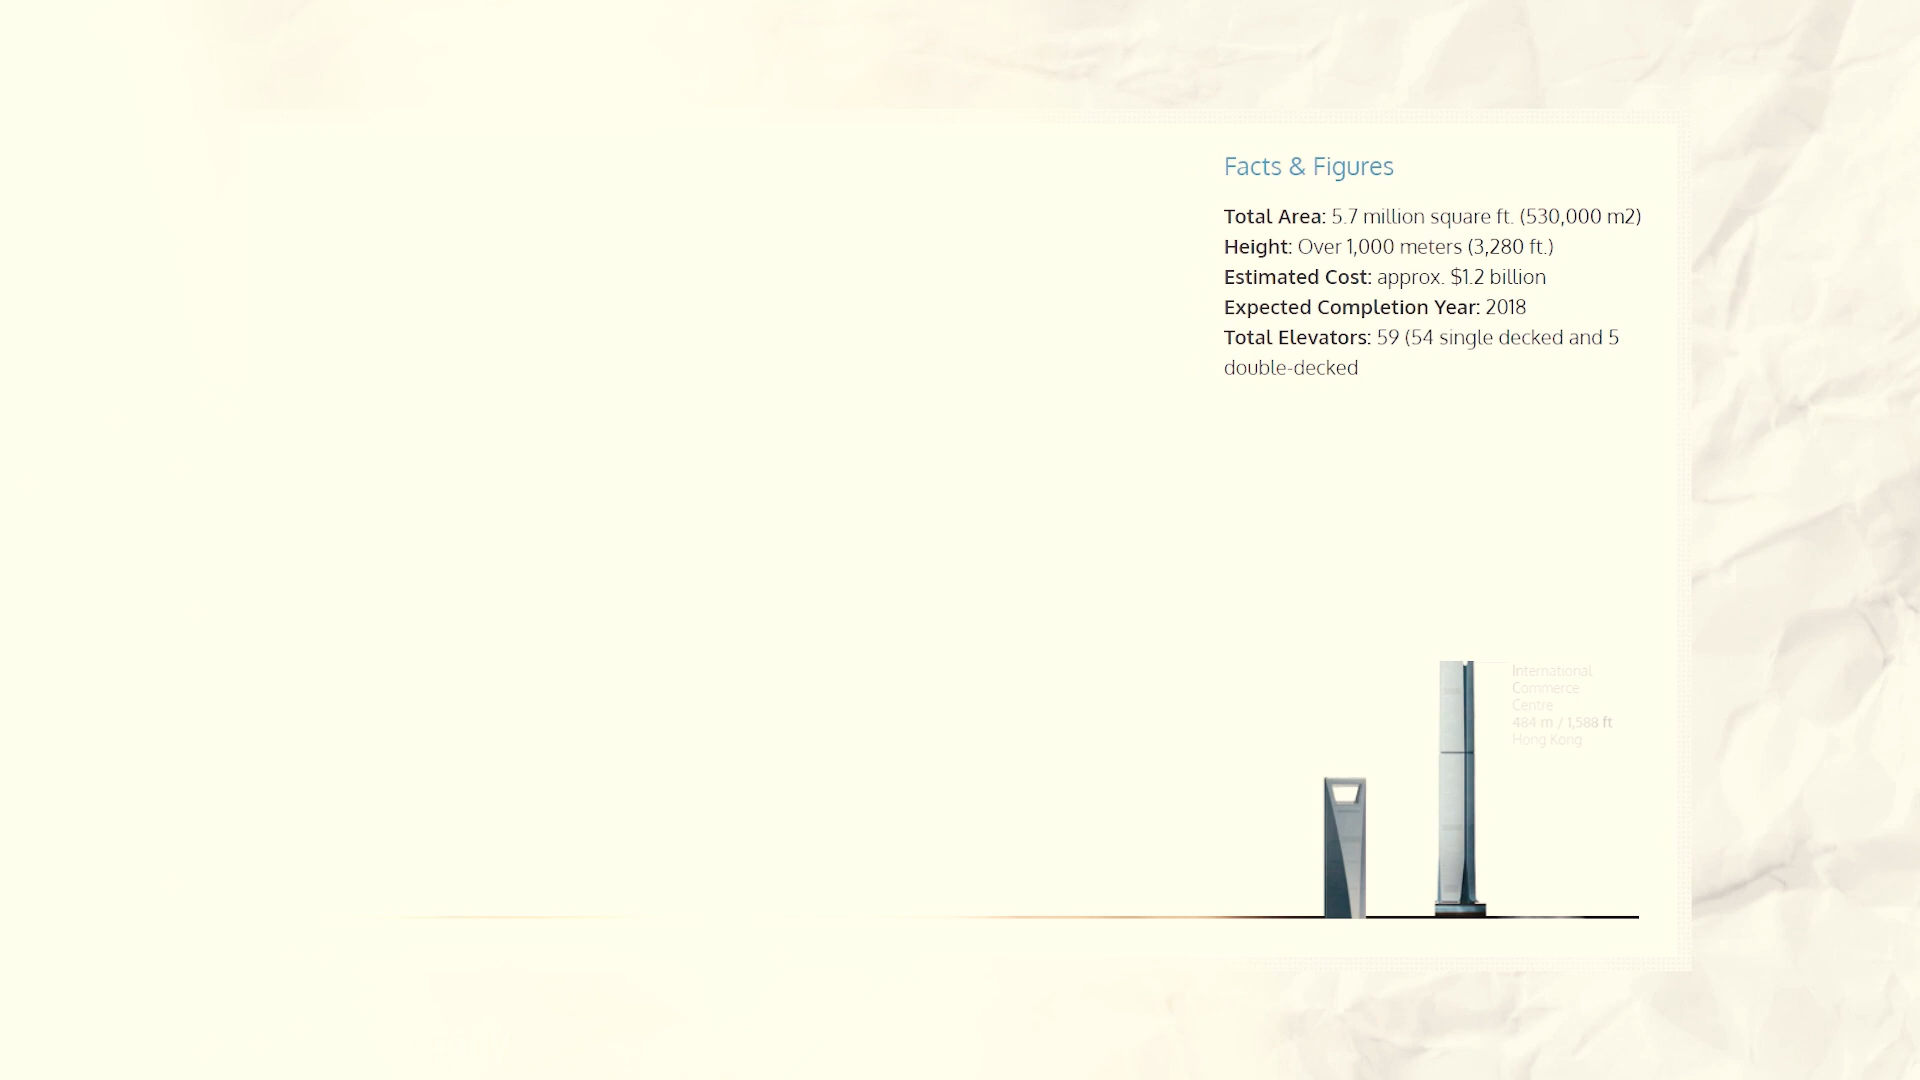 Facts & Figures
Total Area: 5.7 million square ft. (530,000 m2)
Height: Over 1,000 meters (3,280 ft.)
Estimated Cost: approx. $1.2 billion
Expected Completion Year: 2018
Total Elevators: 59 (54 single decked and 5
double-decked
International
Commerce
Centre
484 m / 1,588 ft
Hong Kong